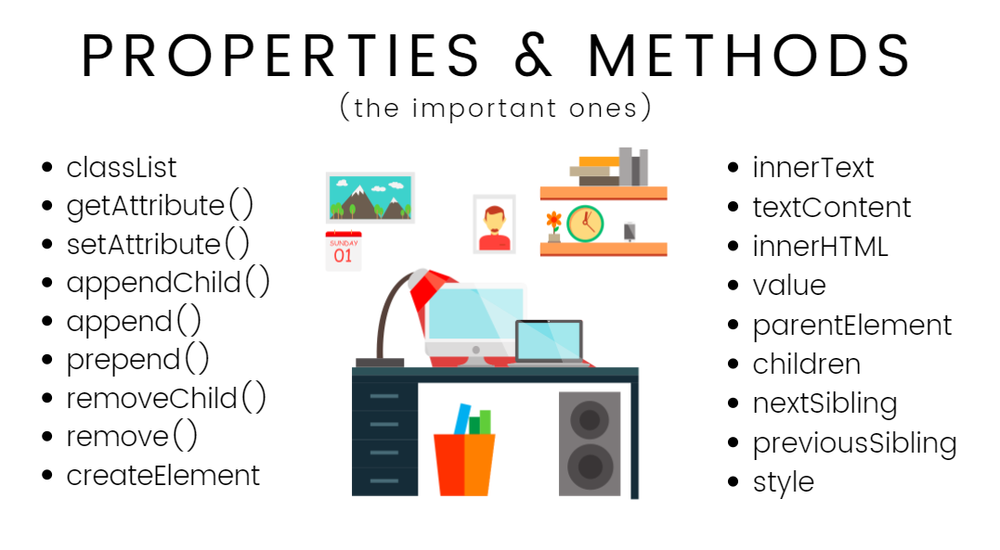 PROPERTIES & METHODS
(the important ones)
• classList
• getAttribute()
• setAttribute()
• appendChild()
• append()
• prepend()
• removeChild()
• remove()
• createElement
SUNDAY
01
• innerText
• textContent
• innerHTML
• value
• parentElement
• children
• nextSibling
• previousSibling
• style